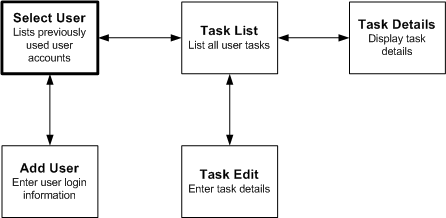 Select User
Lists previously
used user
accounts
Task List
List all user tasks
Task Details
Display task
details
Add User
Enter user login
information
Task Edit
Enter task details